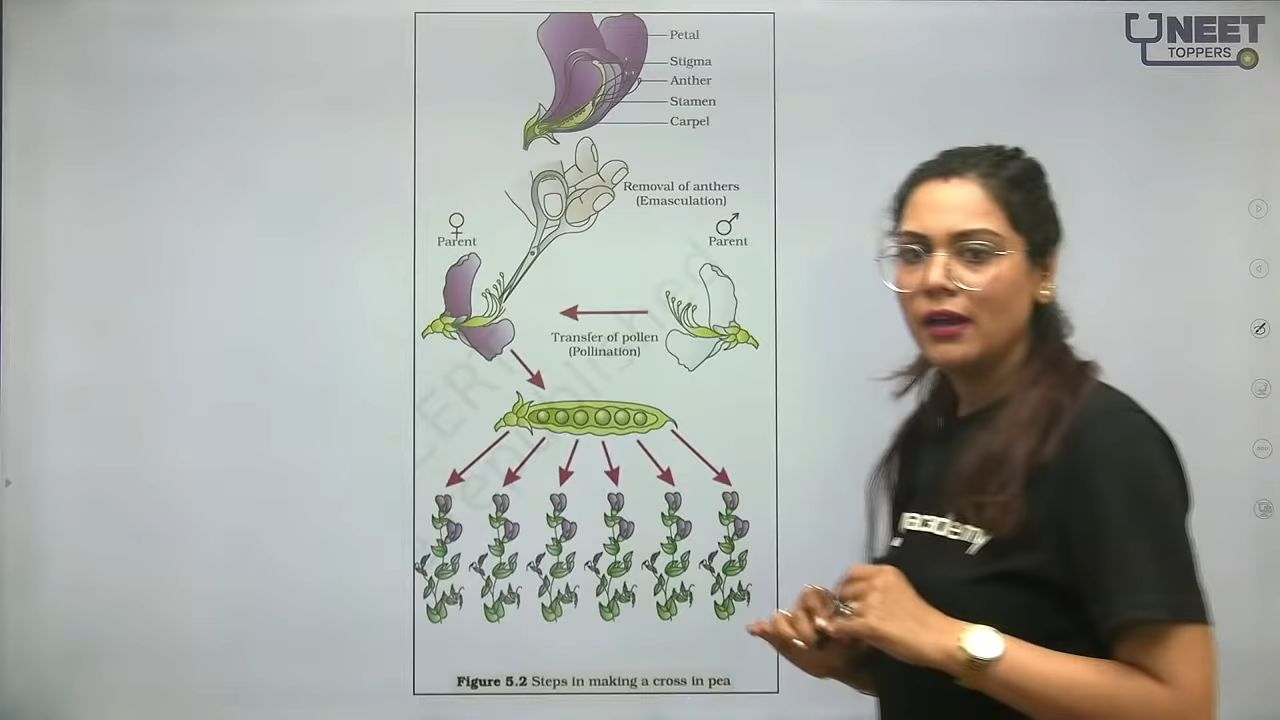 NEET
TOPPERS
Petal
Stigma
Anther
Stamen
Carpel
Removal of anthers
(Emasculation)
♀
Parent
♂
Parent
Transfer of pollen
(Pollination)
Figure 5.2 Steps in making a cross in pea